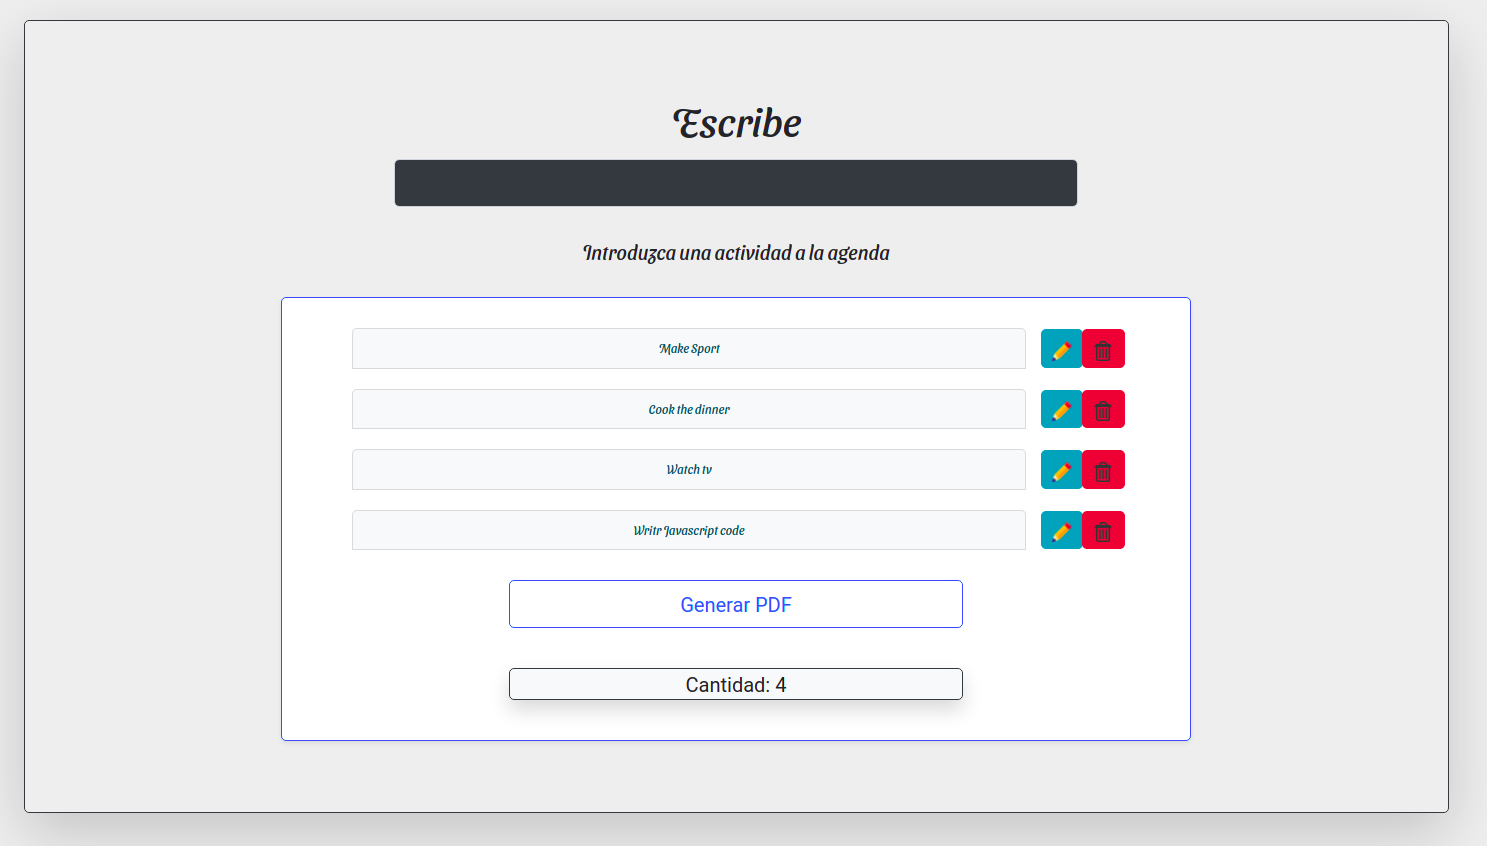 Escribe
Introduzca una actividad a la agenda
Make Sport
Cook the dinner
Watch tv
Writr Javascript code
Generar PDF
Cantidad: 4